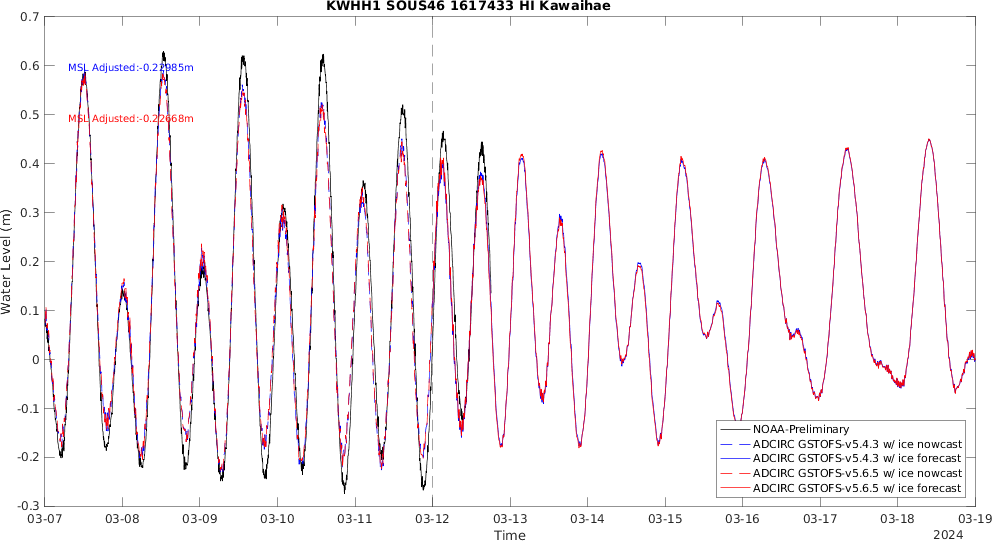 KWHH1 SOUS46 1617433 HI Kawaihae
0.7
0.6
0.5
0.4
0.3
0.2
0.1
0
-0.1
-0.2
-0.3
Water Level (m)
MSL Adjusted:-0.22985m
MSL Adjusted:-0.22668m
NOAA-Preliminary
ADCIRC GSTOFS-v5.4.3 w/ ice nowcast
ADCIRC GSTOFS-v5.4.3 w/ ice forecast
ADCIRC GSTOFS-v5.6.5 w/ ice nowcast
ADCIRC GSTOFS-v5.6.5 w/ ice forecast
03-07 03-08 03-09 03-10 03-11 03-12 03-13 03-14 03-15 03-16 03-17 03-18 03-19
Time
2024